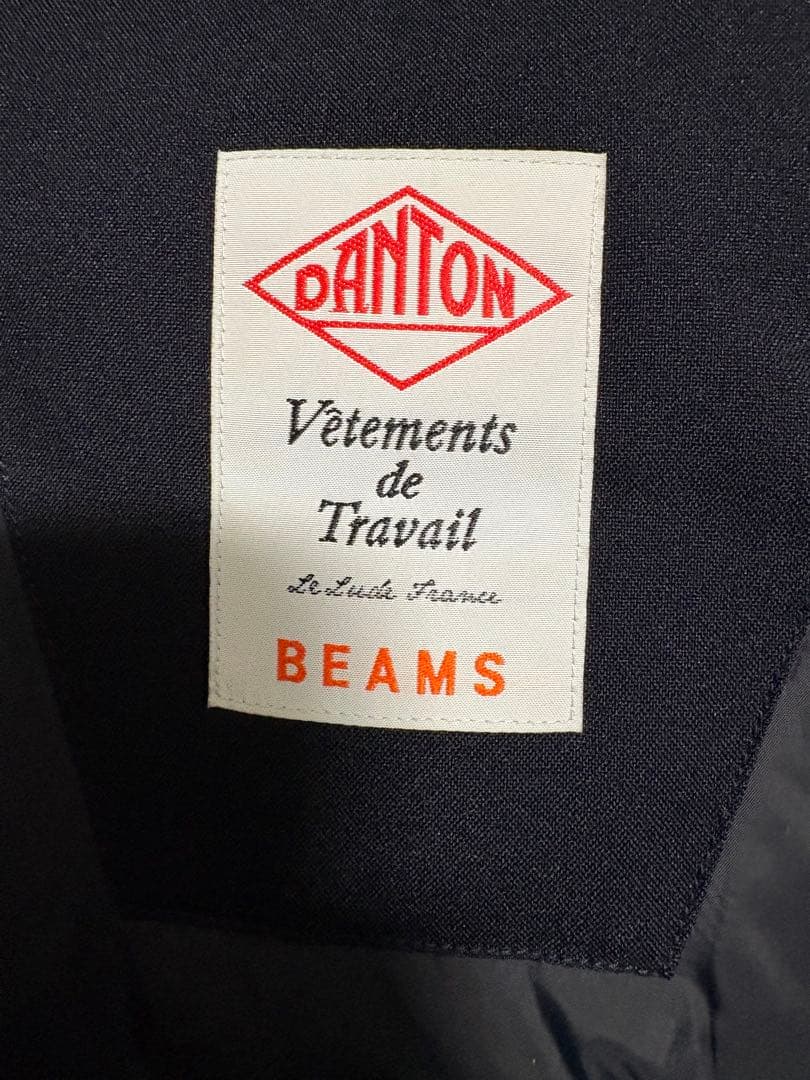 DANTON
Vêtements
de
Travail
Le Lude France
BEAMS